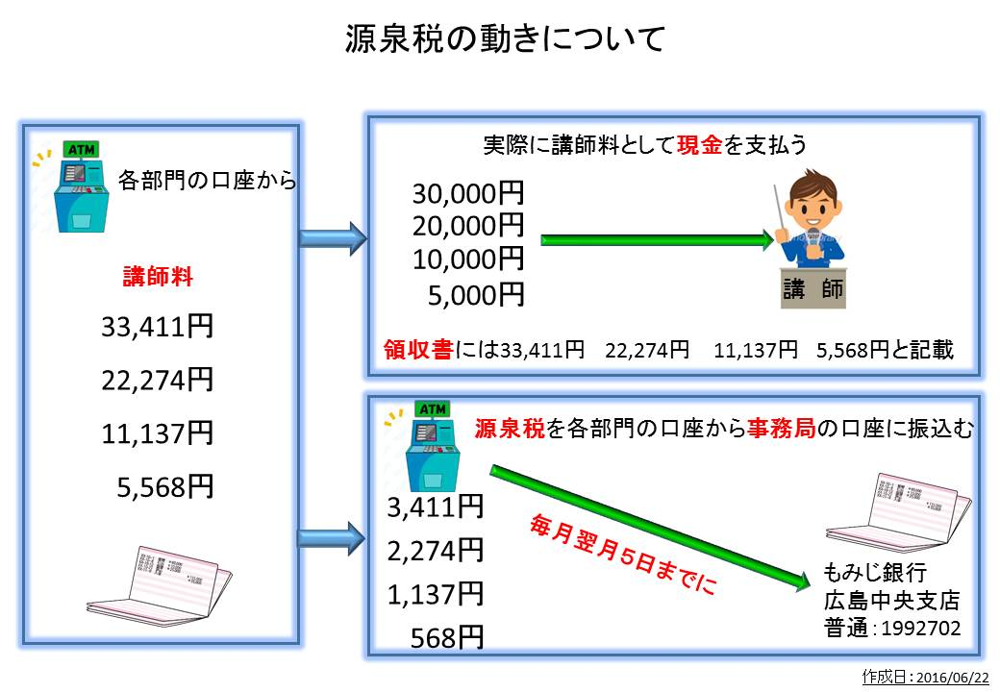 源泉税の動きについて
ATM
各部門の口座から
講師料
33,411円
22,274円
11,137円
5,568円
実際に講師料として現金を支払う
30,000円
20,000円
10,000円
5,000円
講 師
領収書には33,411円 22,274円 11,137円 5,568円と記載
ATM
源泉税を各部門の口座から事務局の口座に振込む
3,411円
2,274円
1,137円
568円
毎月翌月5日までに
もみじ銀行
広島中央支店
普通：1992702
作成日：2016/06/22